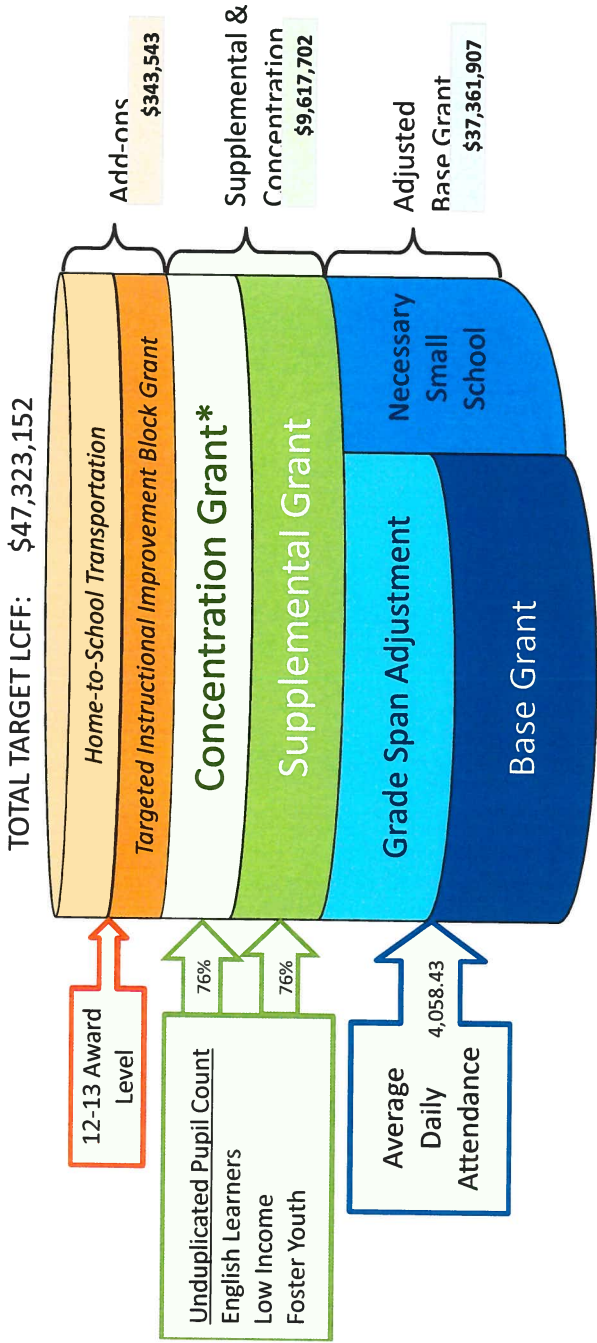 TOTAL TARGET LCFF: $47,323,152
12-13 Award
Level
Home-to-School Transportation
Targeted Instructional Improvement Block Grant
Add-ons
$343,543
Unduplicated Pupil Count
English Learners
Low Income
Foster Youth
76%
76%
Concentration Grant*
Supplemental Grant
Supplemental &
Concentration
$9,617,702
Average
Daily
Attendance
4,058.43
Grade Span Adjustment
Base Grant
Necessary
Small
School
Adjusted
Base Grant
$37,361,907